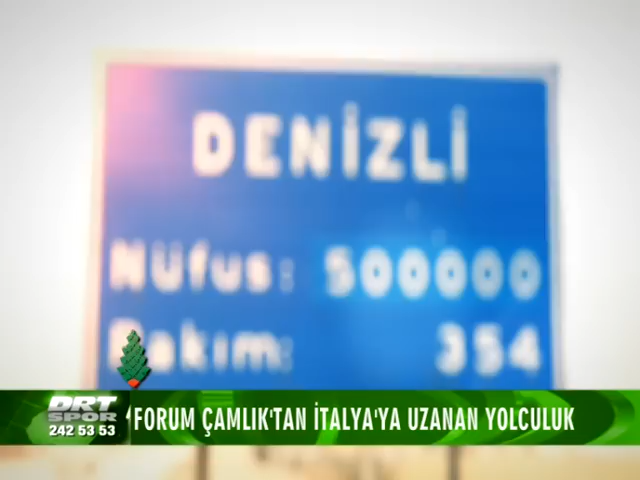 DENİZLİ
Nüfus: 500000
Rakım: 354
DRT
SPOR
242 53 53
'FORUM ÇAMLIK'TAN İTALYA'YA UZANAN YOLCULUK